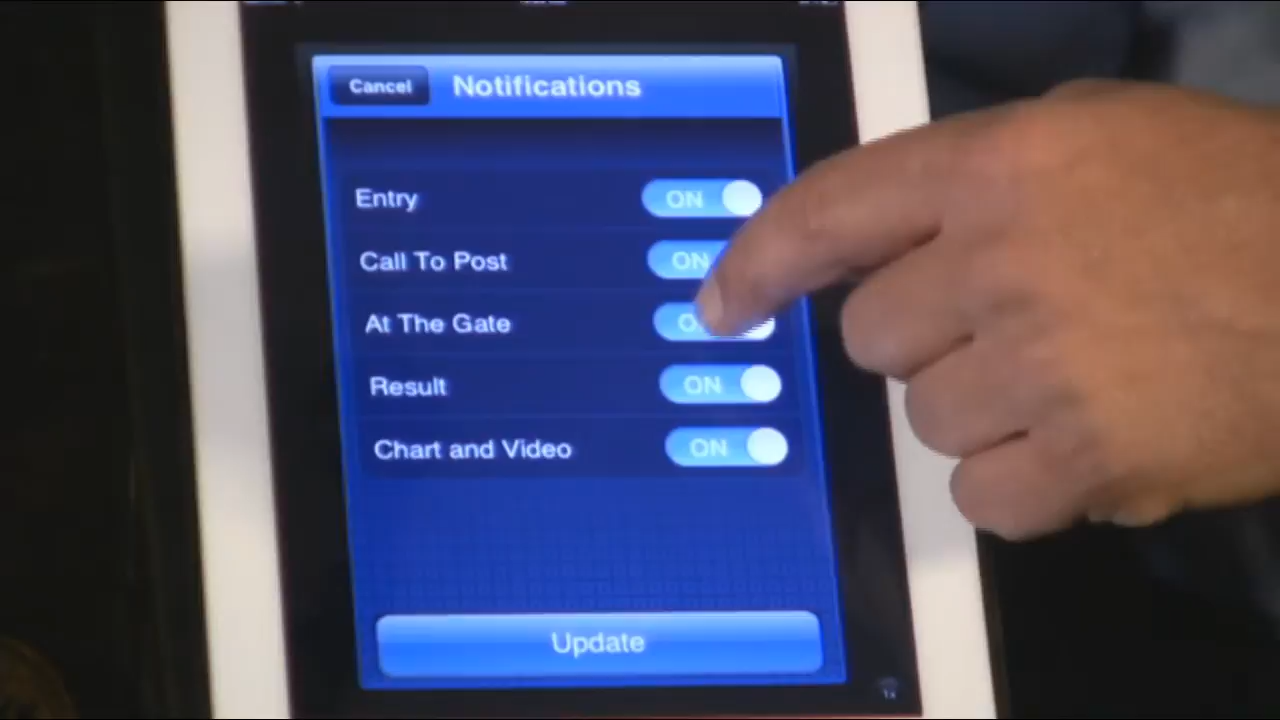 Cancel
Notifications
Entry ON
Call To Post ON
At The Gate
Result ON
Chart and Video ON
Update